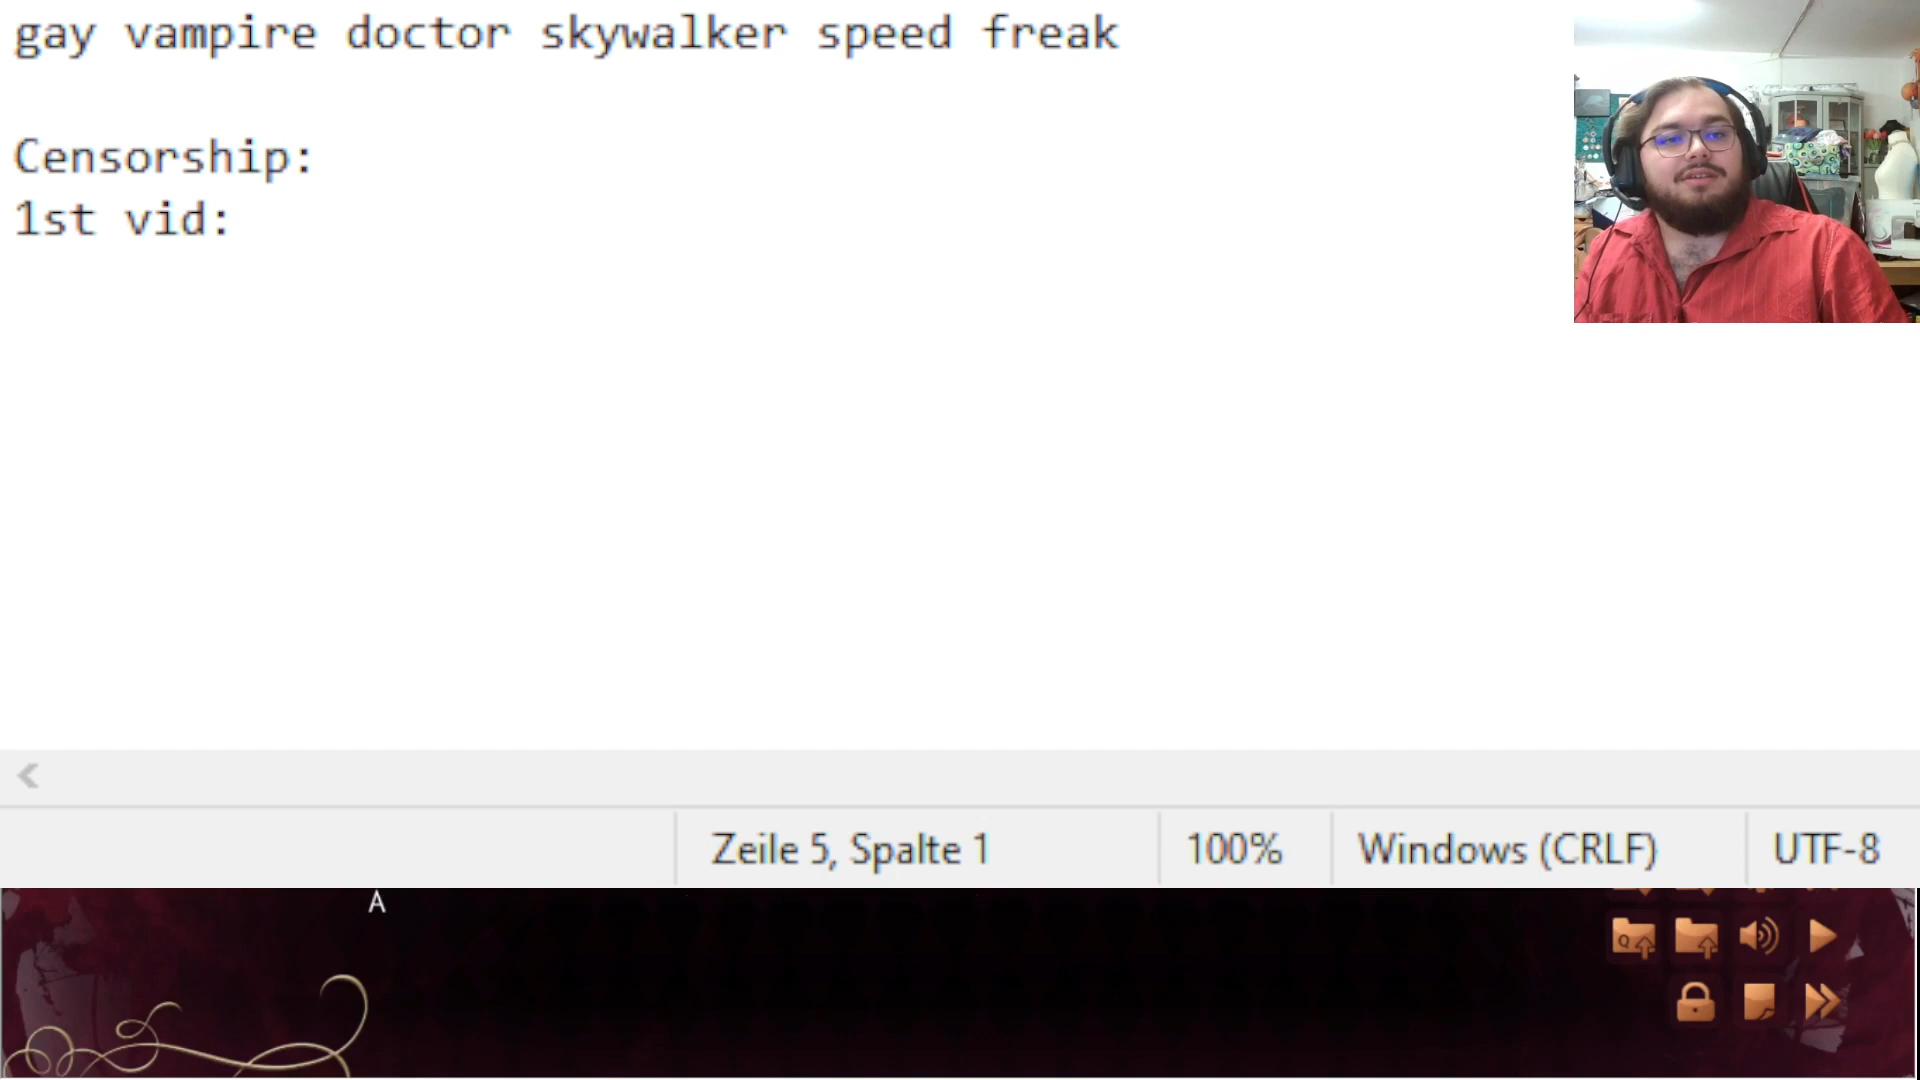 gay vampire doctor skywalker speed freak
Censorship:
1st vid:
Zeile 5, Spalte 1
100%
Windows (CRLF)
UTF-8
A
Q